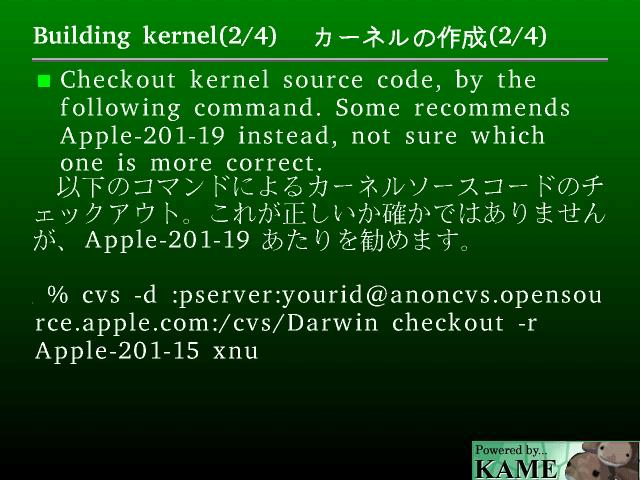 Building kernel(2/4) カーネルの作成(2/4)
Checkout kernel source code, by the
following command. Some recommends
Apple-201-19 instead, not sure which
one is more correct.
以下のコマンドによるカーネルソースコードのチ
ェックアウト。これが正しいか確かではありません
が、Apple-201-19 あたりを勧めます。
% cvs -d :pserver:yourid@anoncvs.opensou
rce.apple.com:/cvs/Darwin checkout -r
Apple-201-15 xnu
Powered by...
KAME